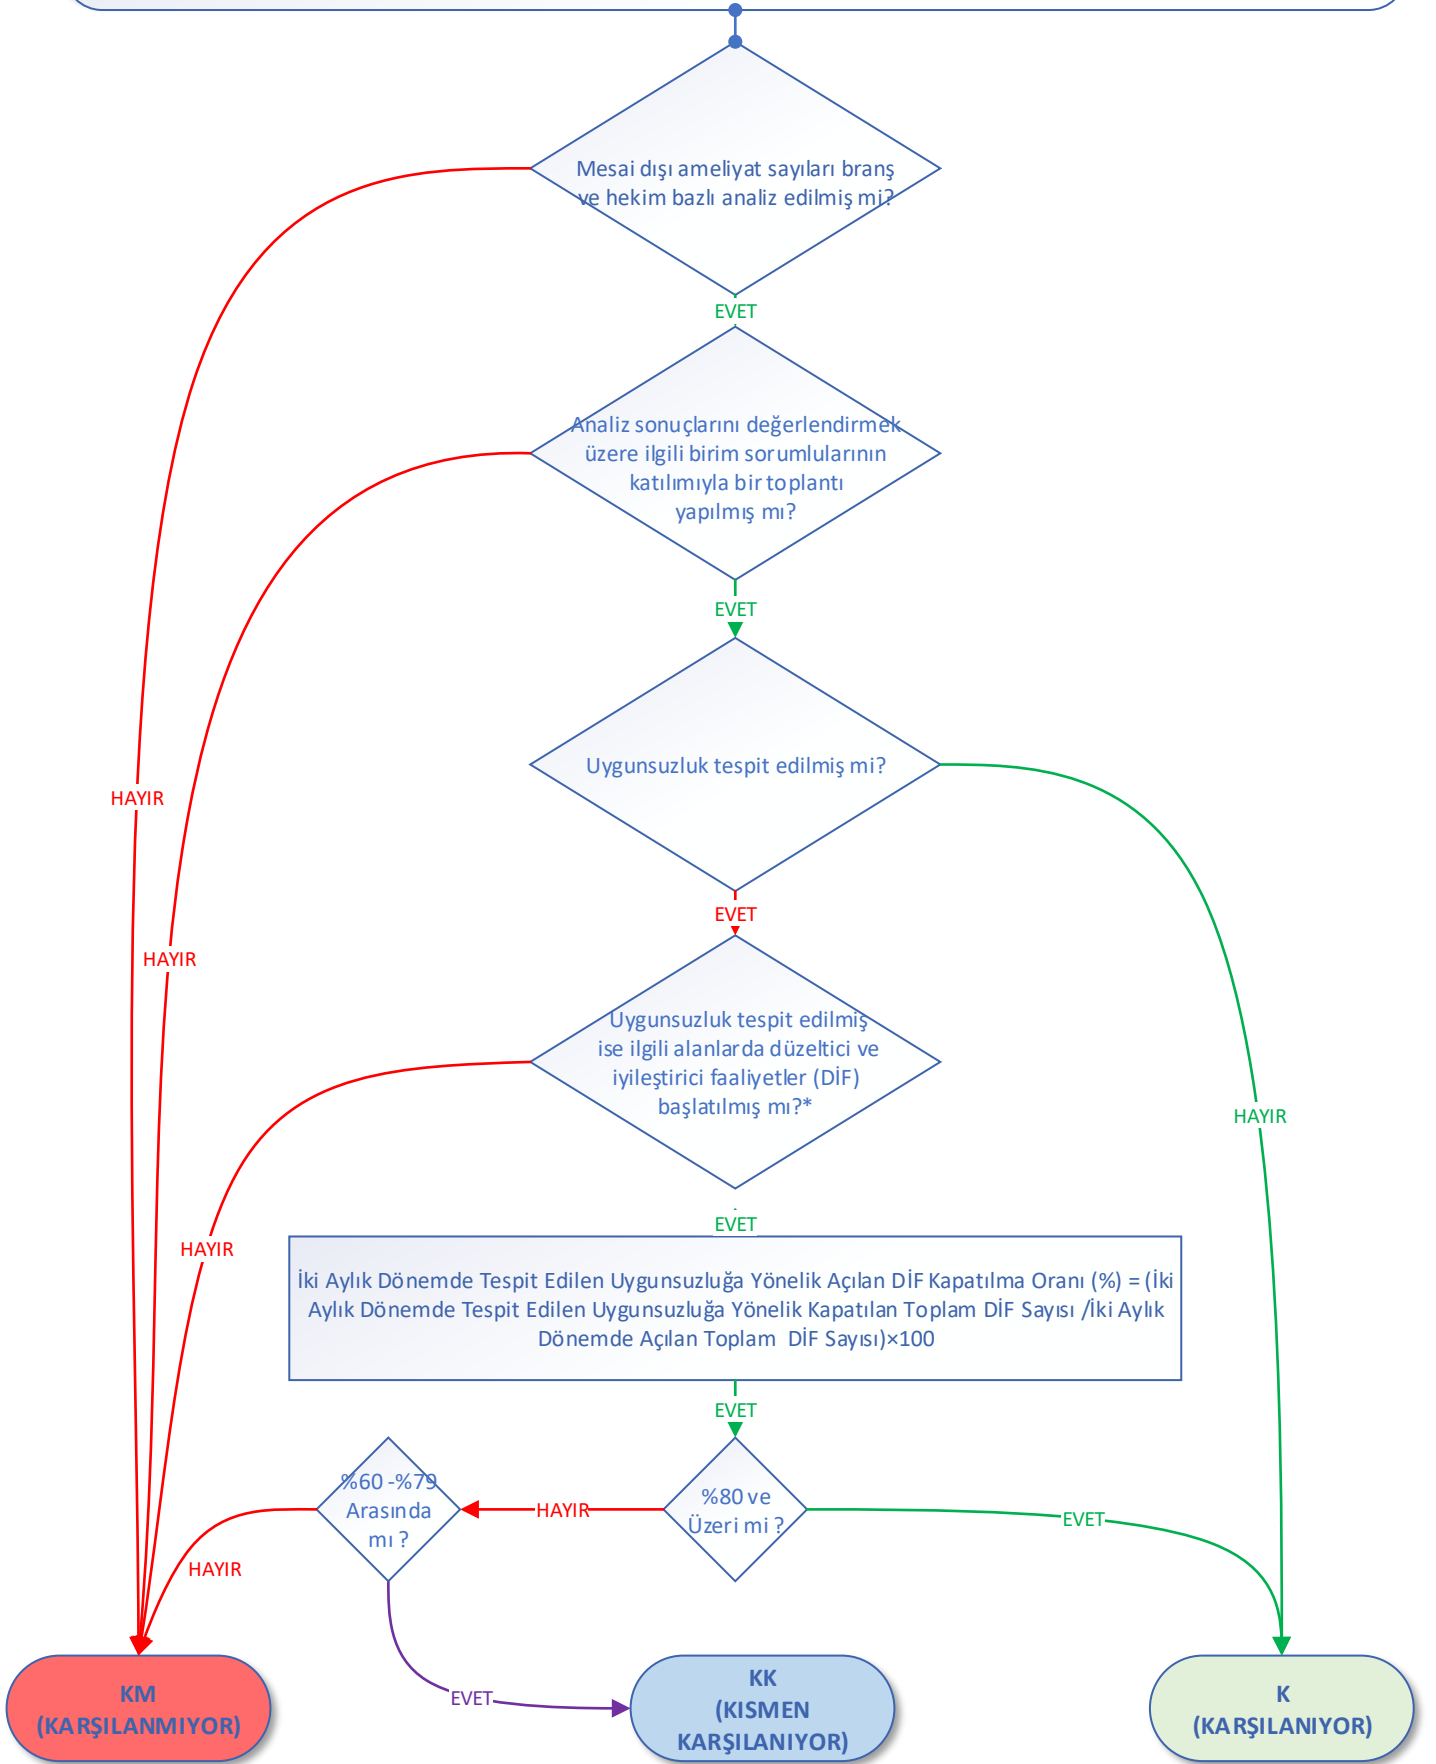 Mesai dışı ameliyat sayıları branş
ve hekim bazlı analiz edilmiş mi?
EVET
Analiz sonuçlarını değerlendirmek
üzere ilgili birim sorumlularının
katılımıyla bir toplantı
yapılmış mı?
EVET
Uygunsuzluk tespit edilmiş mi?
HAYIR
EVET
HAYIR
Uygunsuzluk tespit edilmiş
ise ilgili alanlarda düzeltici ve
iyileştirici faaliyetler (DİF)
başlatılmış mı?*
HAYIR
EVET
HAYIR
İki Aylık Dönemde Tespit Edilen Uygunsuzluğa Yönelik Açılan DİF Kapatılma Oranı (%) = (İki
Aylık Dönemde Tespit Edilen Uygunsuzluğa Yönelik Kapatılan Toplam DİF Sayısı /İki Aylık
Dönemde Açılan Toplam DİF Sayısı)×100
EVET
%60 -%79
Arasında
mı ?
HAYIR
%80 ve
Üzeri mi ?
EVET
HAYIR
EVET
KM
(KARŞILANMIYOR)
KK
(KISMEN
KARŞILANIYOR)
K
(KARŞILANIYOR)